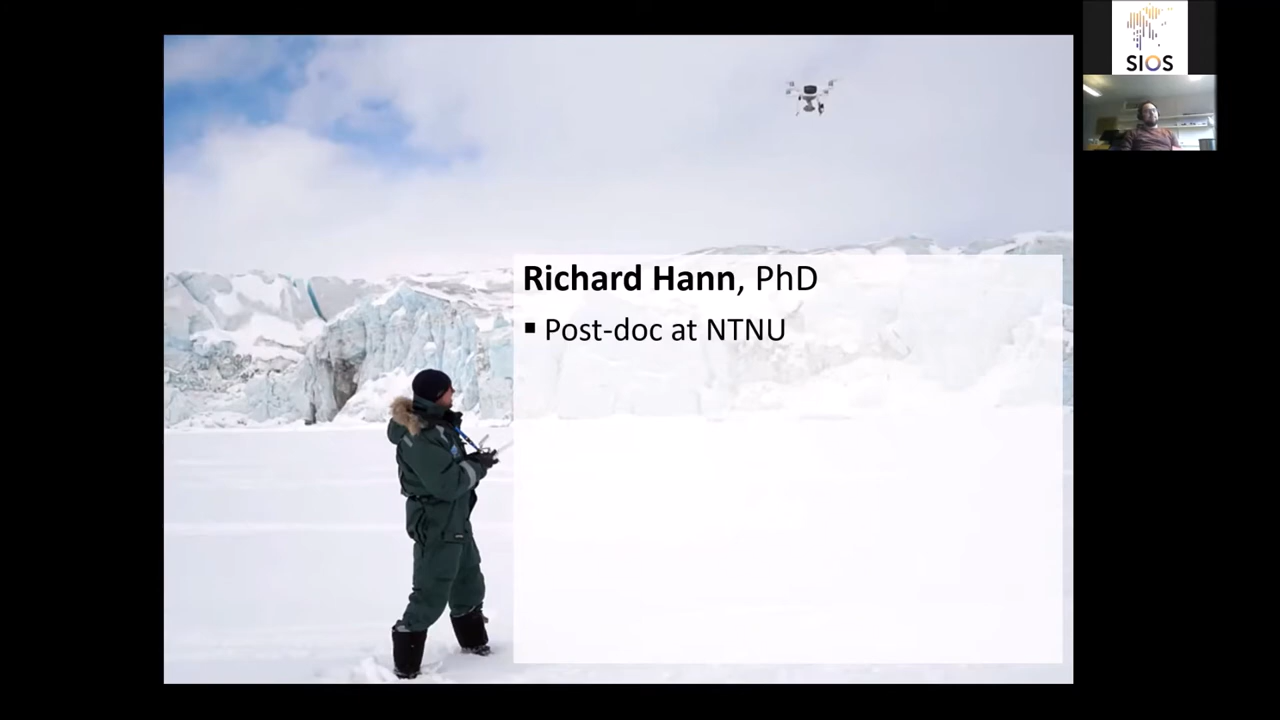 SIOS
Richard Hann, PhD
▪ Post-doc at NTNU